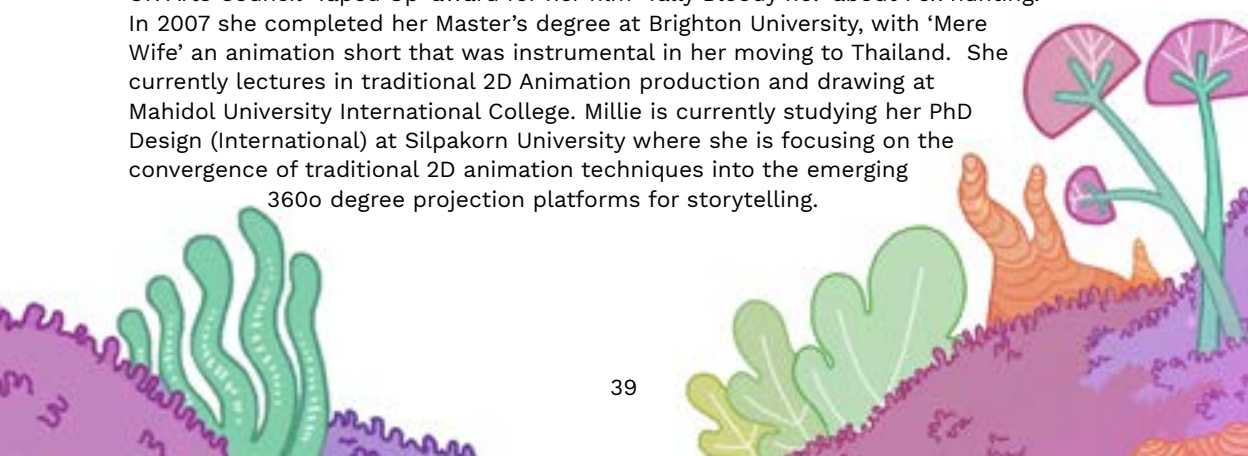 In 2007 she completed her Master’s degree at Brighton University, with ‘Mere
Wife’ an animation short that was instrumental in her moving to Thailand.  She
currently lectures in traditional 2D Animation production and drawing at
Mahidol University International College. Millie is currently studying her PhD
Design (International) at Silpakorn University where she is focusing on the
convergence of traditional 2D animation techniques into the emerging
360o degree projection platforms for storytelling.
39